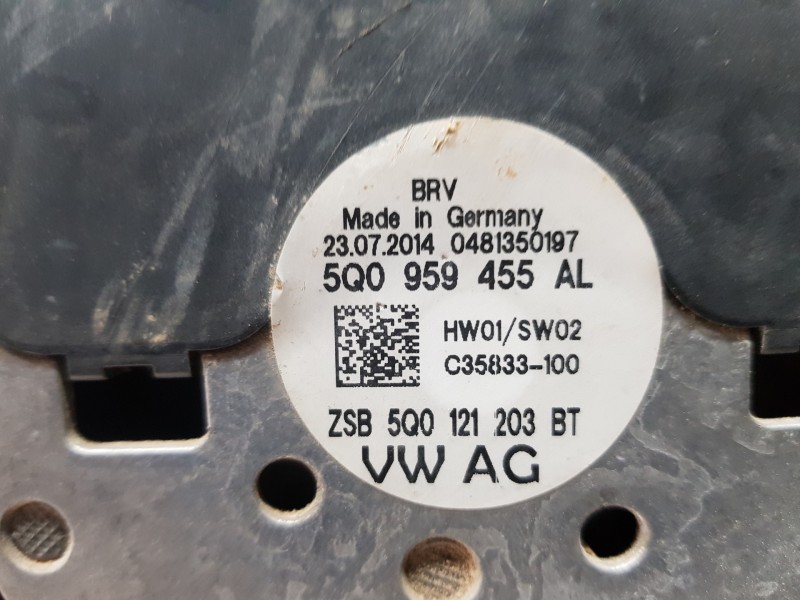 BRV
Made in Germany
23.07.2014 0481350197
5Q0 959 455 AL
HW01/SW02
C35833-100
ZSB 5Q0 121 203 BT
VW AG